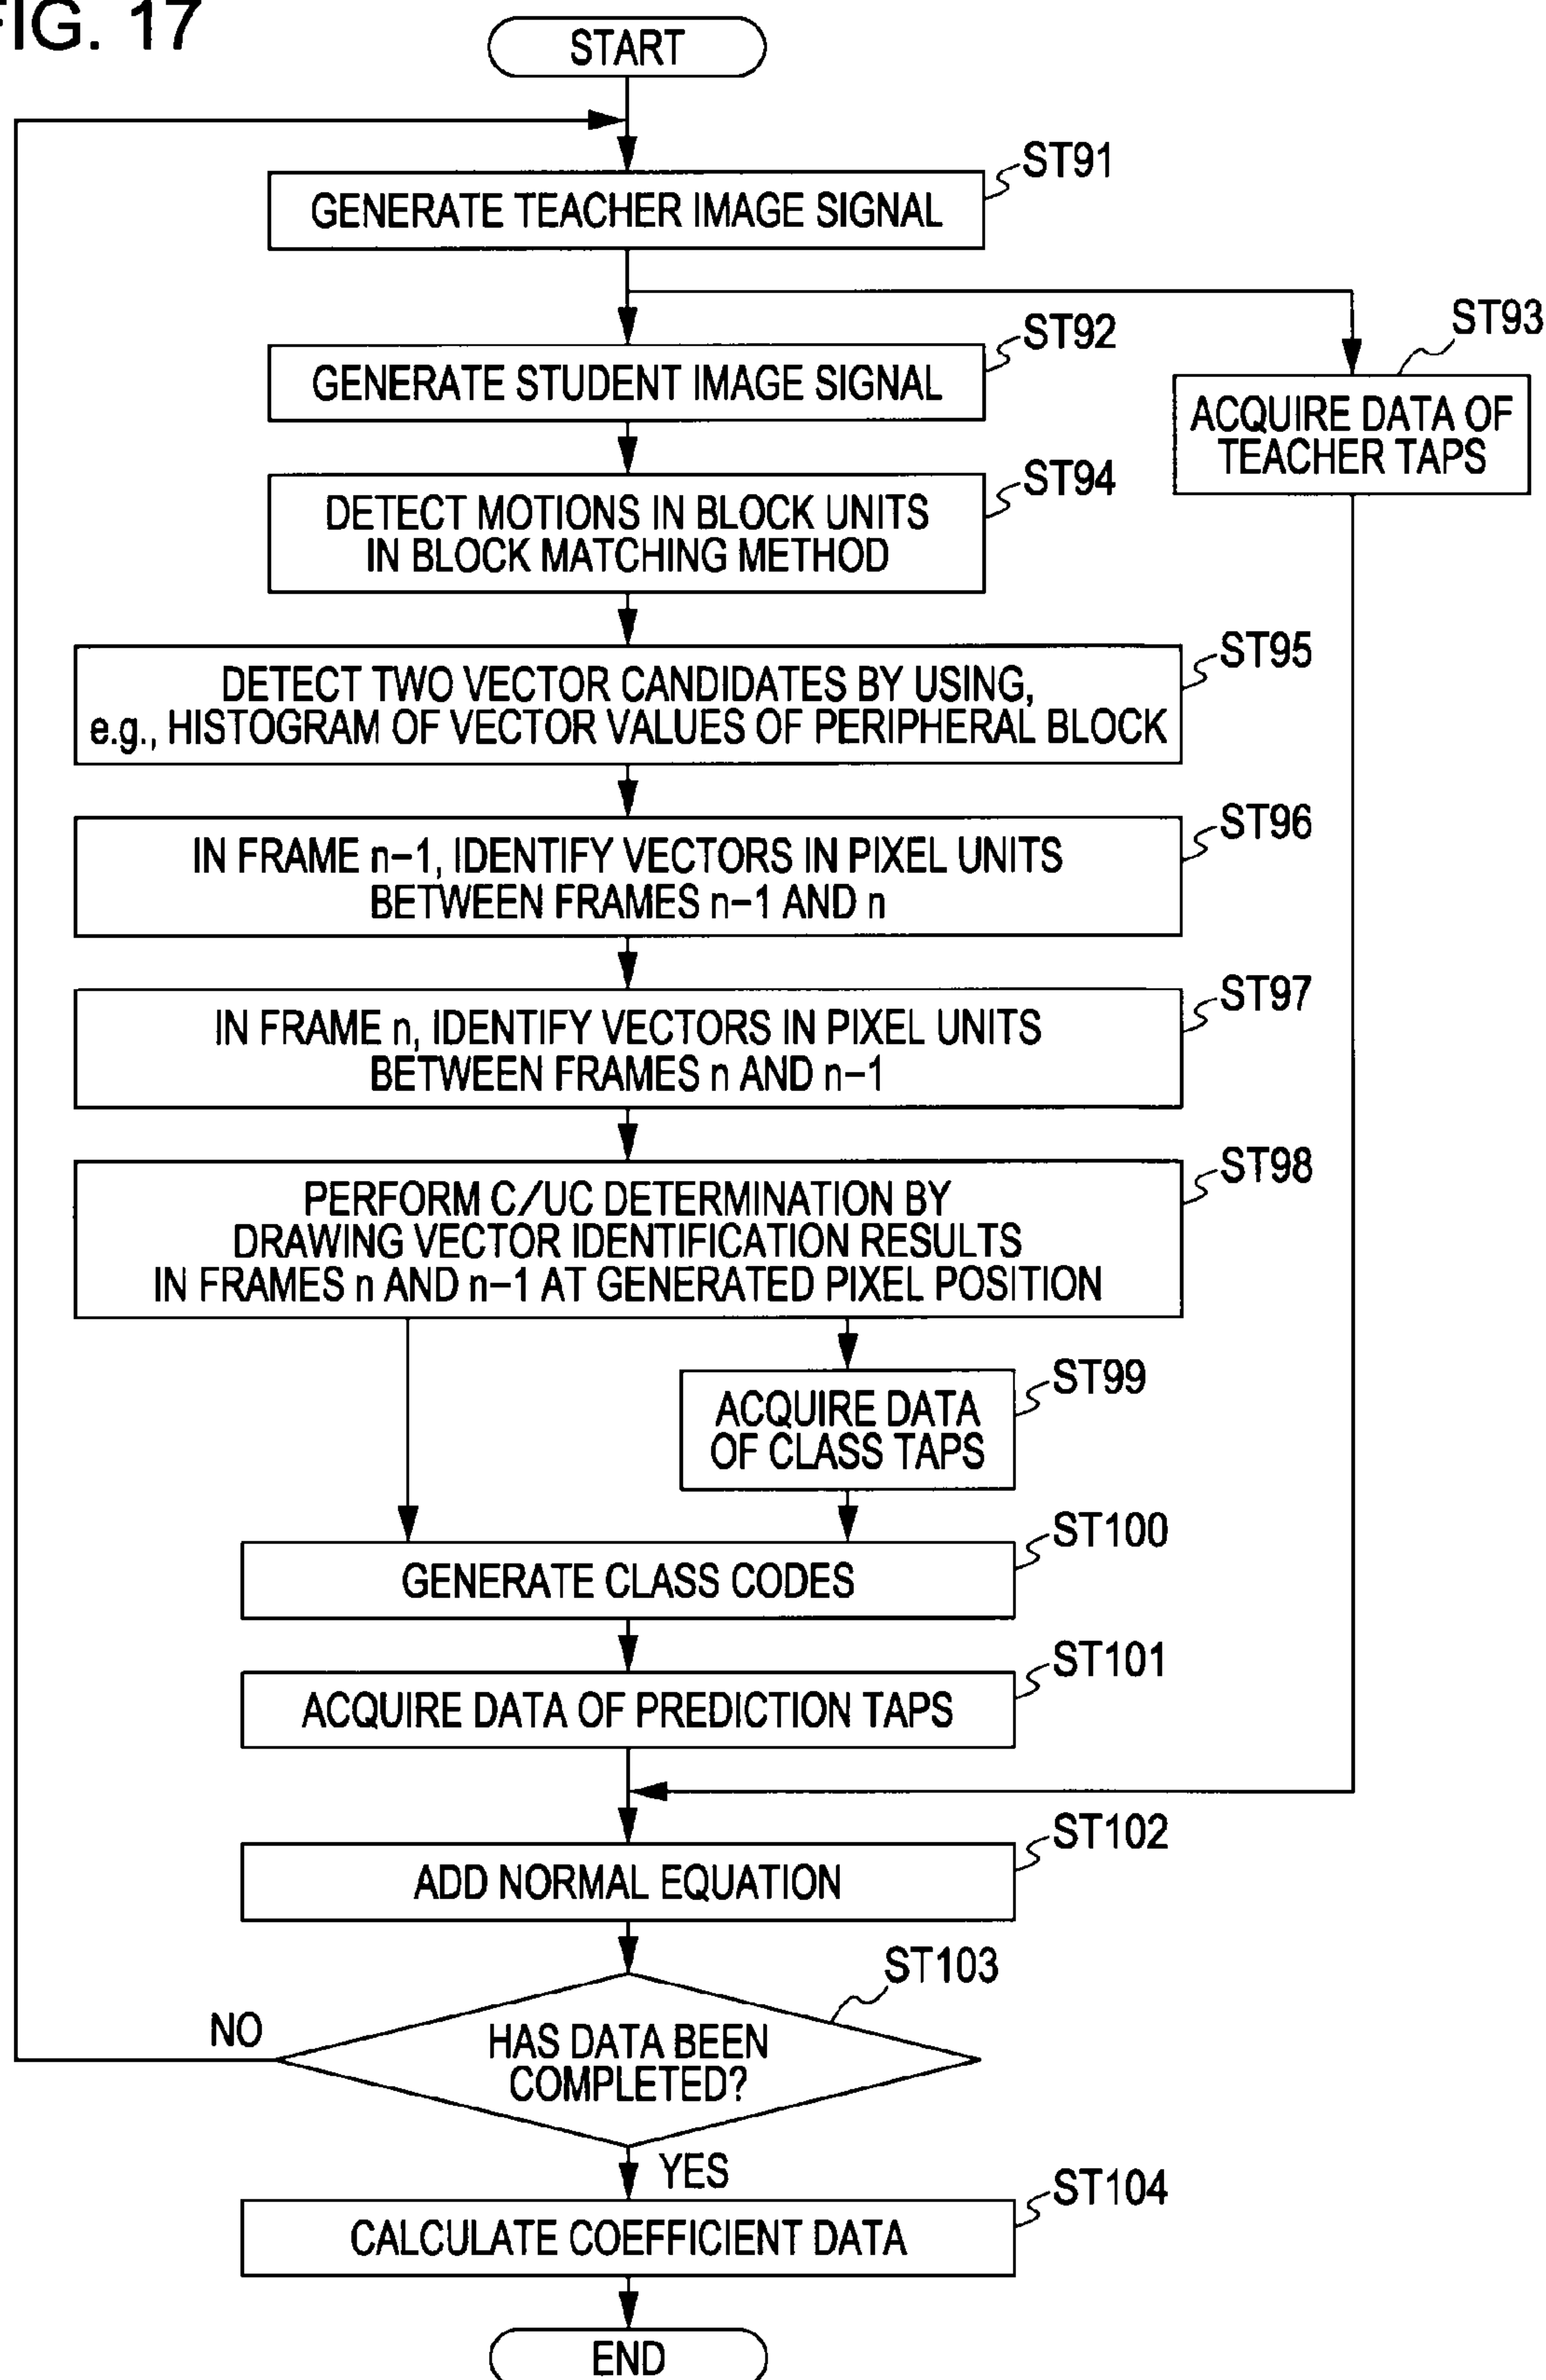 FIG. 17
START
ST91
GENERATE TEACHER IMAGE SIGNAL
ST92
GENERATE STUDENT IMAGE SIGNAL
ST93
ACQUIRE DATA OF
TEACHER TAPS
ST94
DETECT MOTIONS IN BLOCK UNITS
IN BLOCK MATCHING METHOD
ST95
DETECT TWO VECTOR CANDIDATES BY USING,
e.g., HISTOGRAM OF VECTOR VALUES OF PERIPHERAL BLOCK
ST96
IN FRAME n−1, IDENTIFY VECTORS IN PIXEL UNITS
BETWEEN FRAMES n−1 AND n
ST97
IN FRAME n, IDENTIFY VECTORS IN PIXEL UNITS
BETWEEN FRAMES n AND n−1
ST98
PERFORM C/UC DETERMINATION BY
DRAWING VECTOR IDENTIFICATION RESULTS
IN FRAMES n AND n−1 AT GENERATED PIXEL POSITION
ST99
ACQUIRE DATA
OF CLASS TAPS
ST100
GENERATE CLASS CODES
ST101
ACQUIRE DATA OF PREDICTION TAPS
ST102
ADD NORMAL EQUATION
ST103
NO
HAS DATA BEEN
COMPLETED?
YES
ST104
CALCULATE COEFFICIENT DATA
END